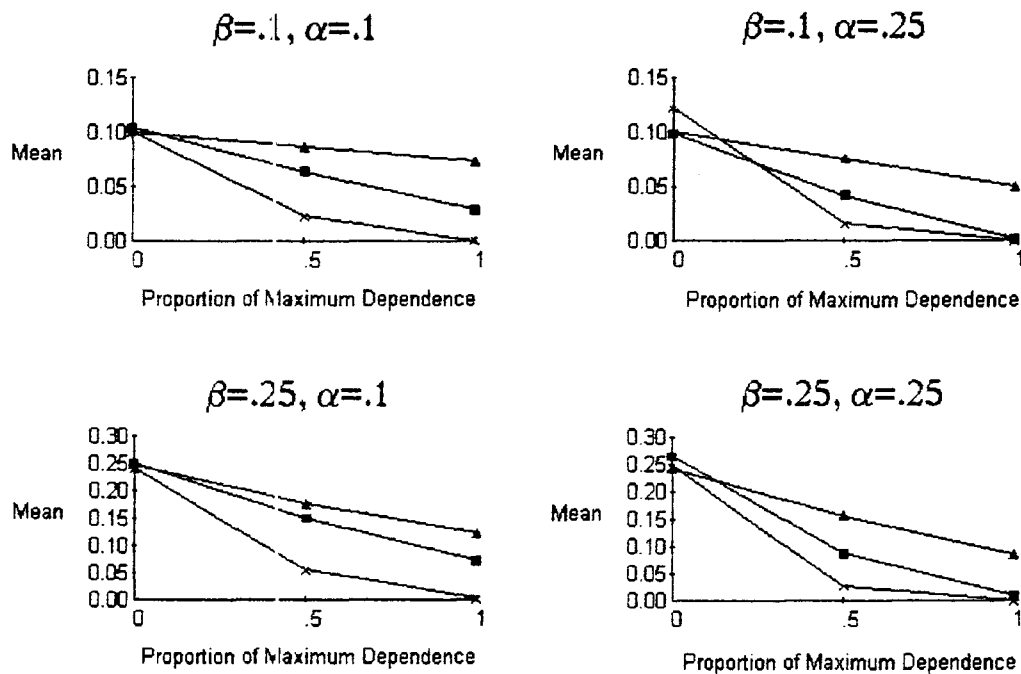 β=.1, α=.1
0.15
0.10
Mean
0.05
0.00
0 .5 1
Proportion of Maximum Dependence
β=.1, α=.25
0.15
0.10
Mean
0.05
0.00
0 .5 1
Proportion of Maximum Dependence
β=.25, α=.1
0.30
0.25
0.20
Mean
0.15
0.10
0.05
0.00
0 .5 1
Proportion of Maximum Dependence
β=.25, α=.25
0.30
0.25
0.20
Mean
0.15
0.10
0.05
0.00
0 .5 1
Proportion of Maximum Dependence